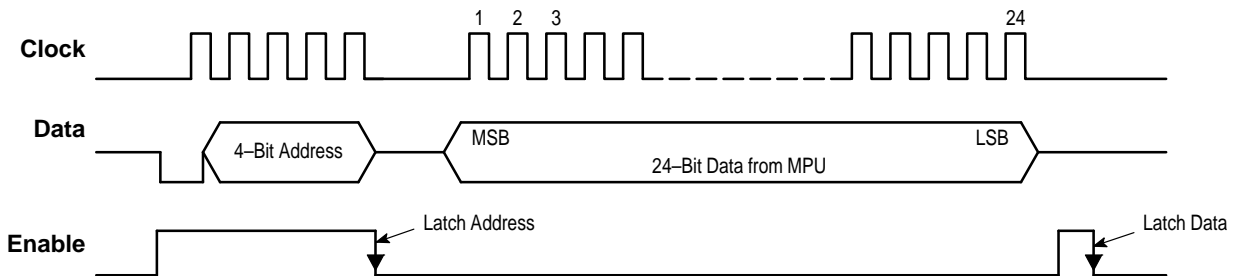 1 2 3 24
Clock
Data
MSB LSB
4–Bit Address
24–Bit Data from MPU
Latch Address Latch Data
Enable